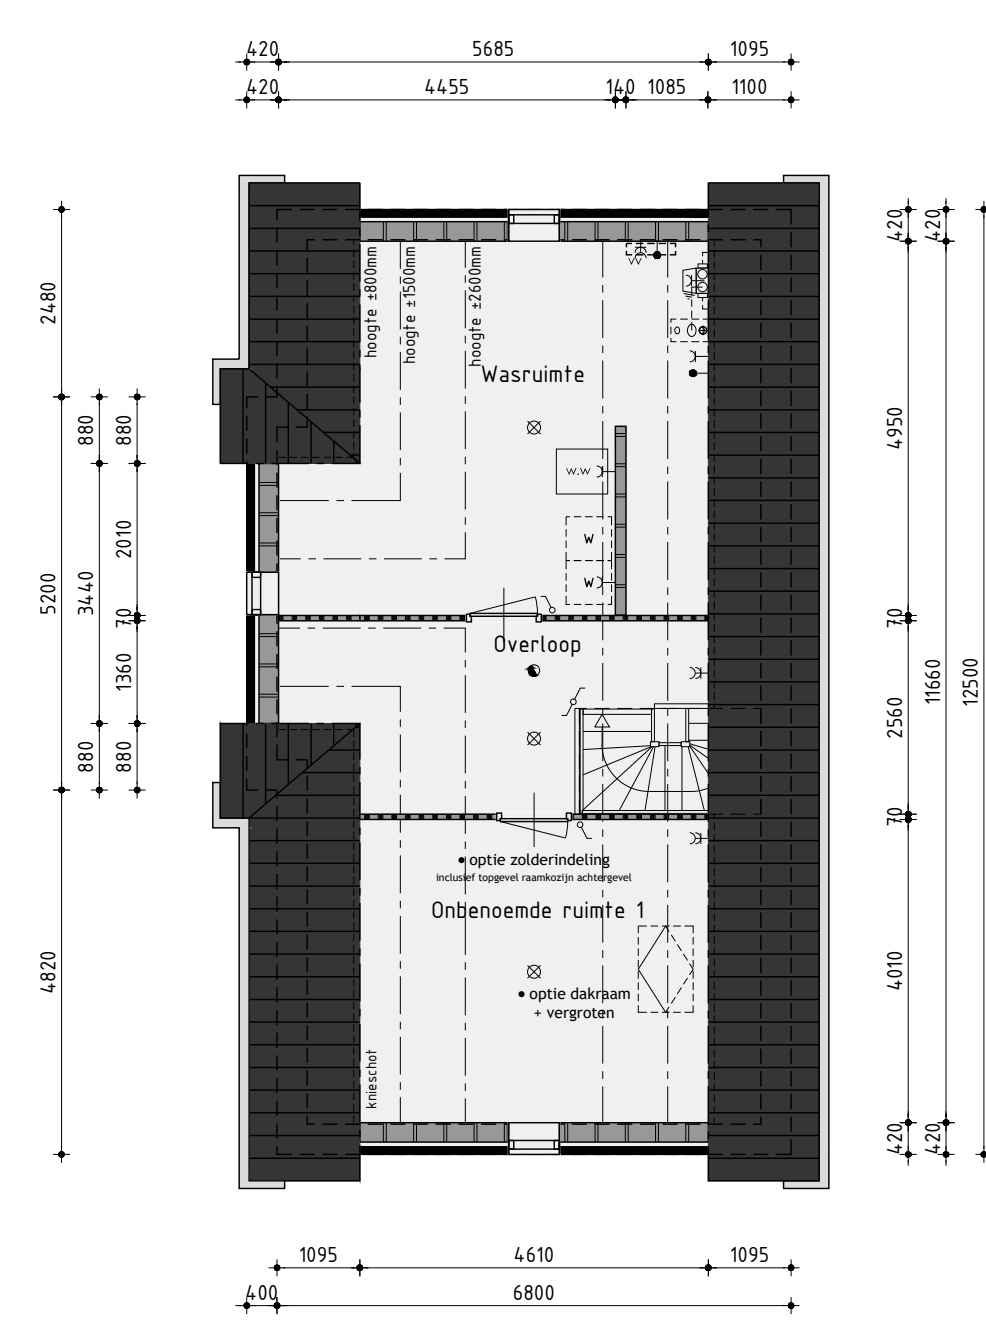 420 5685 1095
420 4455 140 1085 1100
2480
5200
4820
880
3440
880
880
2010
70
1360
880
hoogte ±800mm
hoogte ±1500mm
hoogte ±2600mm
Wasruimte
w.w
w
w
Overloop
• optie zolderindeling
inclusief topgevel raamkozijn achtergevel
Onbenoemde ruimte 1
• optie dakraam
+ vergroten
knieschot
420
4950
70
2560
70
4010
420
420
11660
420
12500
1095 4610 1095
400 6800